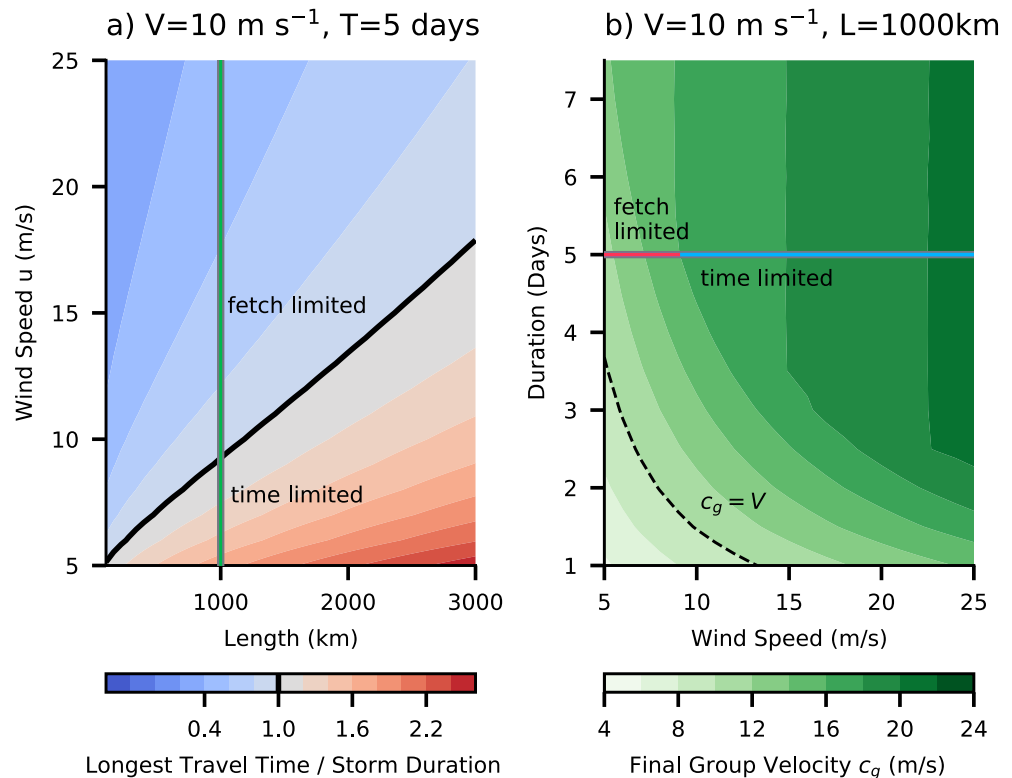 a) V=10 m s⁻¹, T=5 days
25
20
15
10
5
Wind Speed u (m/s)
fetch limited
time limited
1000
2000
3000
Length (km)
0.4
1.0
1.6
2.2
Longest Travel Time / Storm Duration
b) V=10 m s⁻¹, L=1000km
7
6
5
4
3
2
1
Duration (Days)
fetch
limited
time limited
c_g = V
5
10
15
20
25
Wind Speed (m/s)
4
8
12
16
20
24
Final Group Velocity c_g (m/s)